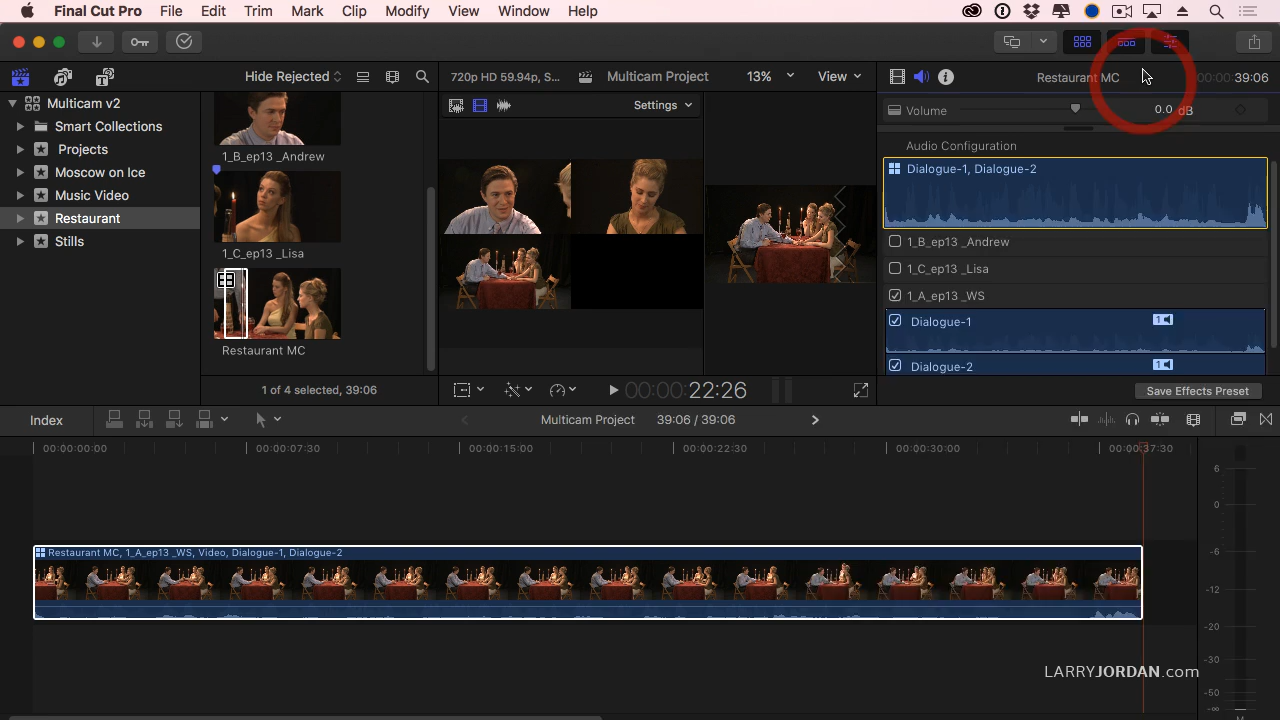 Final Cut Pro File Edit Trim Mark Clip Modify View Window Help
Hide Rejected
720p HD 59.94p, S... Multicam Project 13% View
Restaurant MC 00:00:39:06
Multicam v2
Smart Collections
Projects
Moscow on Ice
Music Video
Restaurant
Stills
1_B_ep13 _Andrew
1_C_ep13 _Lisa
Restaurant MC
1 of 4 selected, 39:06
Settings
00:00:22:26
Volume 0.0 dB
Audio Configuration
Dialogue-1, Dialogue-2
1_B_ep13 _Andrew
1_C_ep13 _Lisa
1_A_ep13 _WS
Dialogue-1 1
Dialogue-2 1
Save Effects Preset
Index
Multicam Project 39:06 / 39:06
00:00:00:00 00:00:07:30 00:00:15:00 00:00:22:30 00:00:30:00 00:00:37:30
Restaurant MC, 1_A_ep13 _WS, Video, Dialogue-1, Dialogue-2
6
0
-6
-12
-20
-30
-50
-∞
LARRYJORDAN.com